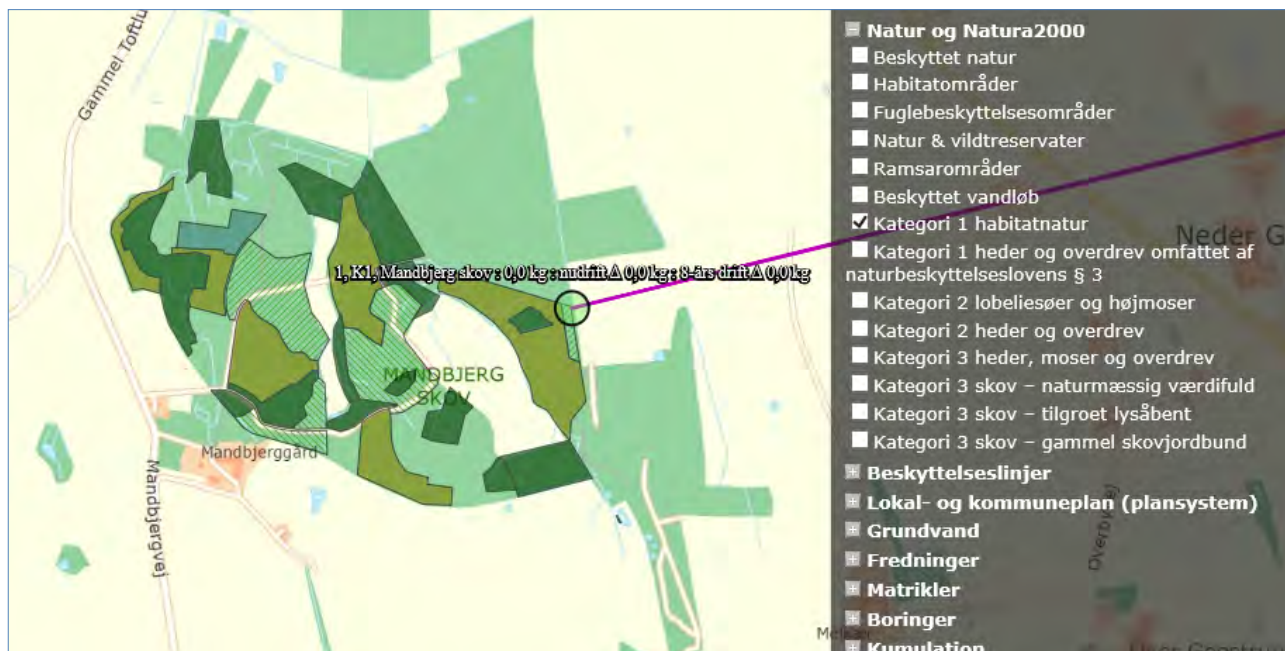 Gammel Toftlu
1, K1, Mandbjerg skov : 0,0 kg : nudrift Δ 0,0 kg : 8-års drift Δ 0,0 kg
MANDBJERG
SKOV
Mandbjerggård
Mandbjergvej
Natur og Natura2000
Beskyttet natur
Habitatområder
Fuglebeskyttelsesområder
Natur & vildtreservater
Ramsarområder
Beskyttet vandløb
Kategori 1 habitatnatur
Kategori 1 heder og overdrev omfattet af
naturbeskyttelseslovens § 3
Kategori 2 lobeliesøer og højmoser
Kategori 2 heder og overdrev
Kategori 3 heder, moser og overdrev
Kategori 3 skov – naturmæssig værdifuld
Kategori 3 skov – tilgroet lysåbent
Kategori 3 skov – gammel skovjordbund
Beskyttelseslinjer
Lokal- og kommuneplan (plansystem)
Grundvand
Fredninger
Matrikler
Boringer
Kumulation
Neder G
Overbyvej